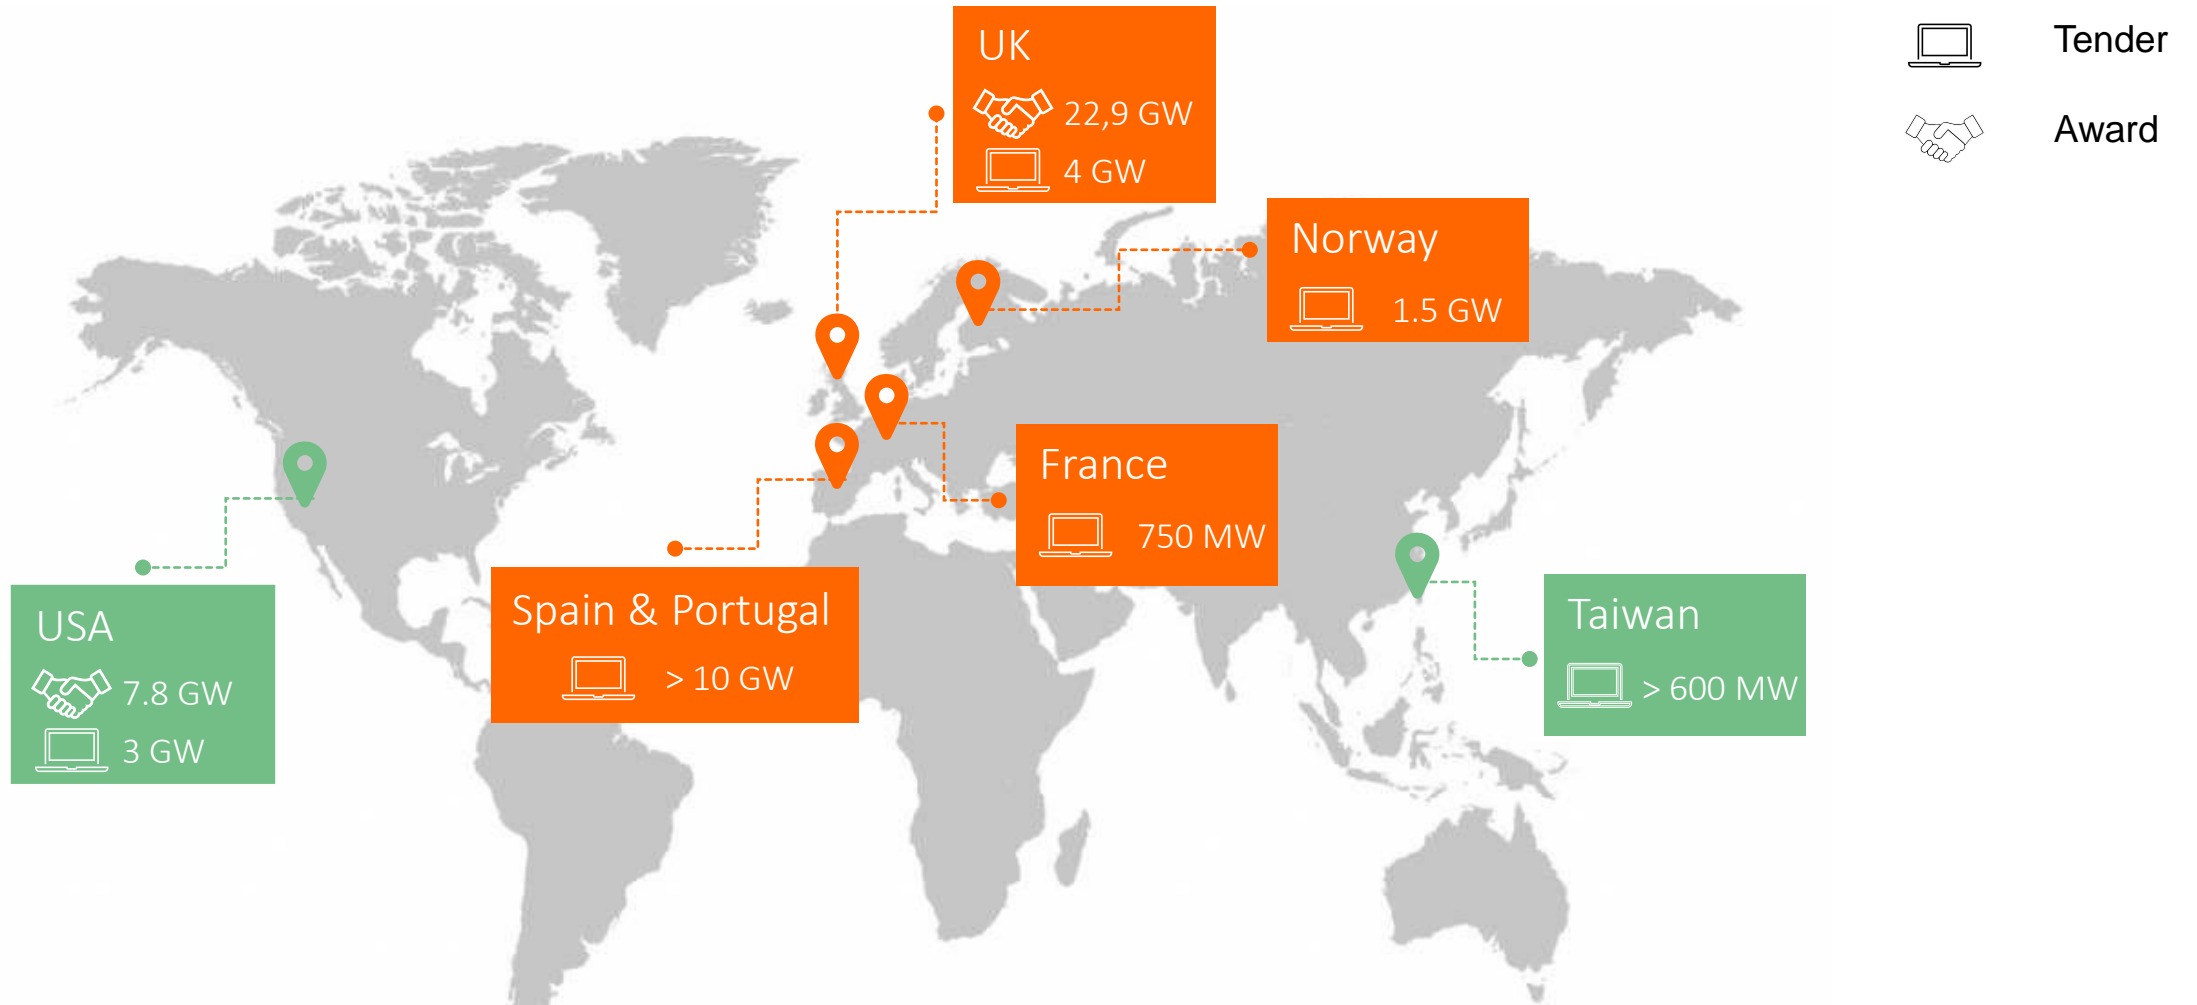 UK
22,9 GW
4 GW
Tender
Award
Norway
1.5 GW
France
750 MW
Spain & Portugal
> 10 GW
USA
7.8 GW
3 GW
Taiwan
> 600 MW